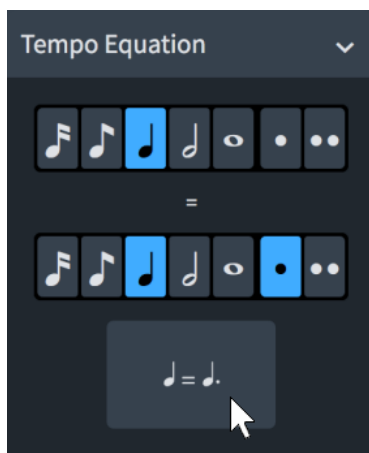 Tempo Equation
=
=